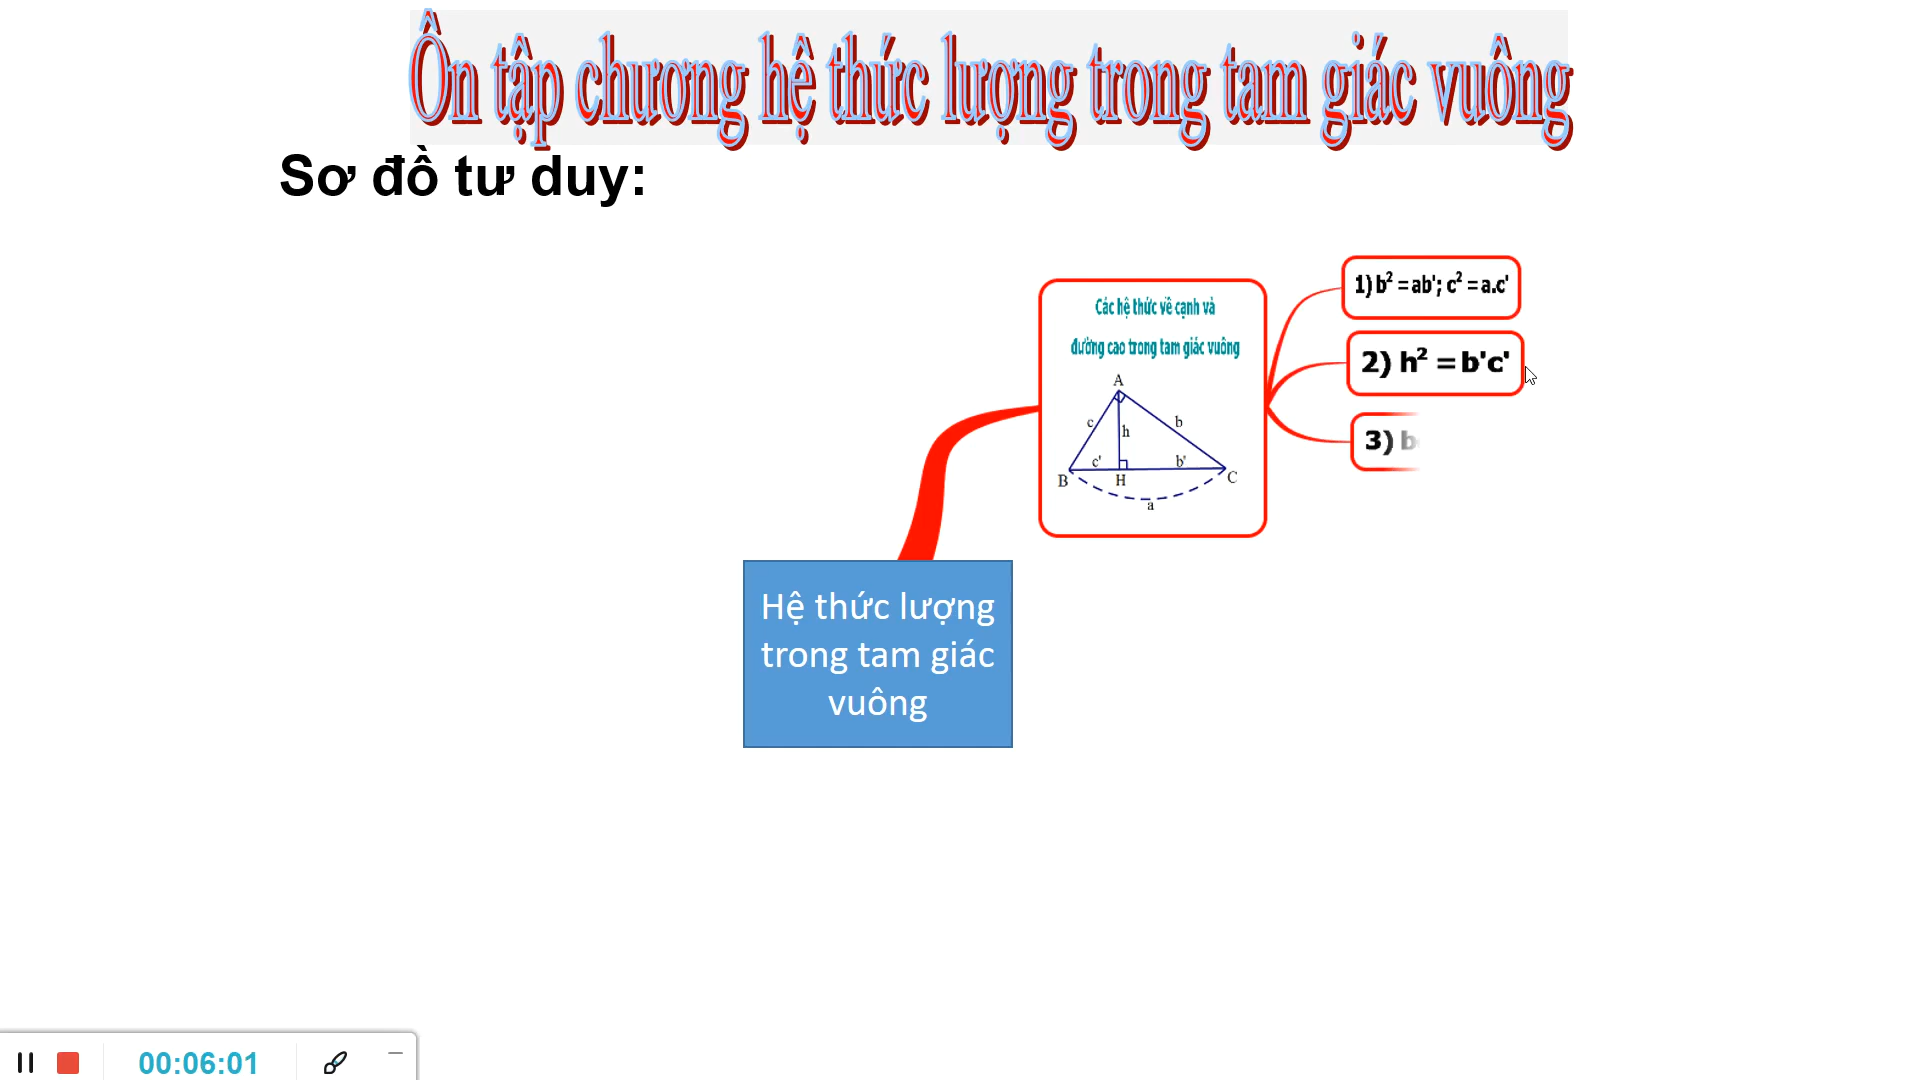 Ôn tập chương hệ thức lượng trong tam giác vuông
Sơ đồ tư duy:
Các hệ thức về cạnh và
đường cao trong tam giác vuông
A
c
h
b
c'
b'
B
H
C
a
1) b² = ab'; c² = a.c'
2) h² = b'c'
3) b
Hệ thức lượng
trong tam giác
vuông
00:06:01